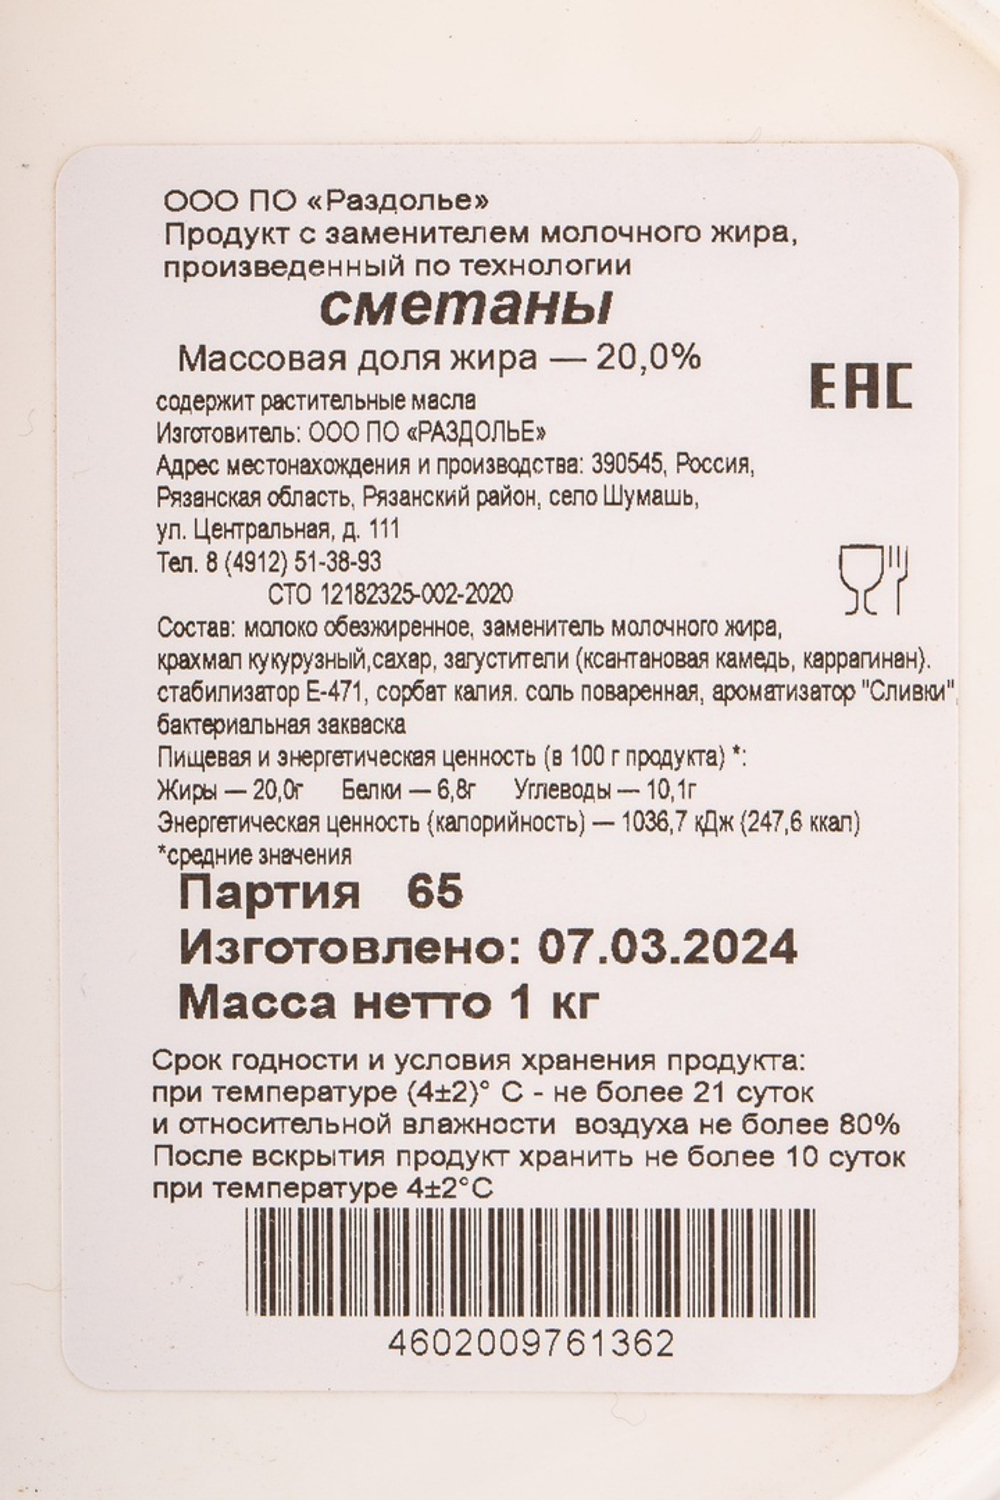 ООО ПО «Раздолье»
Продукт с заменителем молочного жира,
произведенный по технологии
сметаны
Массовая доля жира — 20,0%
EAC
содержит растительные масла
Изготовитель: ООО ПО «РАЗДОЛЬЕ»
Адрес местонахождения и производства: 390545, Россия,
Рязанская область, Рязанский район, село Шумашь,
ул. Центральная, д. 111
Тел. 8 (4912) 51-38-93
СТО 12182325-002-2020
Состав: молоко обезжиренное, заменитель молочного жира,
крахмал кукурузный,сахар, загустители (ксантановая камедь, каррагинан).
стабилизатор Е-471, сорбат калия. соль поваренная, ароматизатор "Сливки",
бактериальная закваска
Пищевая и энергетическая ценность (в 100 г продукта) *:
Жиры — 20,0г Белки — 6,8г Углеводы — 10,1г
Энергетическая ценность (калорийность) — 1036,7 кДж (247,6 ккал)
*средние значения
Партия 65
Изготовлено: 07.03.2024
Масса нетто 1 кг
Срок годности и условия хранения продукта:
при температуре (4±2)° С - не более 21 суток
и относительной влажности воздуха не более 80%
После вскрытия продукт хранить не более 10 суток
при температуре 4±2°С
4602009761362